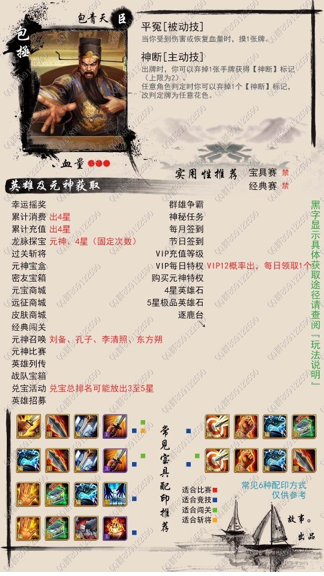 包青天 臣
包拯
平冤[被动技]
当你受到伤害或恢复血量时，摸1张牌。
神断[主动技]
出牌时，你可以弃掉1张手牌获得【神断】标记
（上限为2）。
任意角色判定时你可以弃掉1个【神断】标记，
改判定牌为任意花色。
血量
实用性推荐 宝具赛 禁
经典赛 禁
英雄及元神获取
幸运摇奖
累计消费 出4星
累计充值 出4星
龙脉探宝 元神、4星（固定次数）
过关斩将
元神宝盒
密友宝箱
元宝商城
远征商城
皮肤商城
经典闯关
元神召唤 刘备、孔子、李清照、东方朔
元神比赛
英雄列传
战队宝箱
兑宝活动 兑宝总排名可能放出3至5星
英雄招募
群雄争霸
神秘任务
每月签到
节日签到
VIP充值等级
VIP每日特权 VIP12概率出，每日领取1个
购买元神特权
4星英雄石
5星极品英雄石
逐鹿台
黑字显示具体获取途径请查阅『玩法说明』
常见宝具配印推荐
适合比赛
适合竞技
适合闯关
适合斩将
常见6种配印方式
仅供参考
故事。
出品